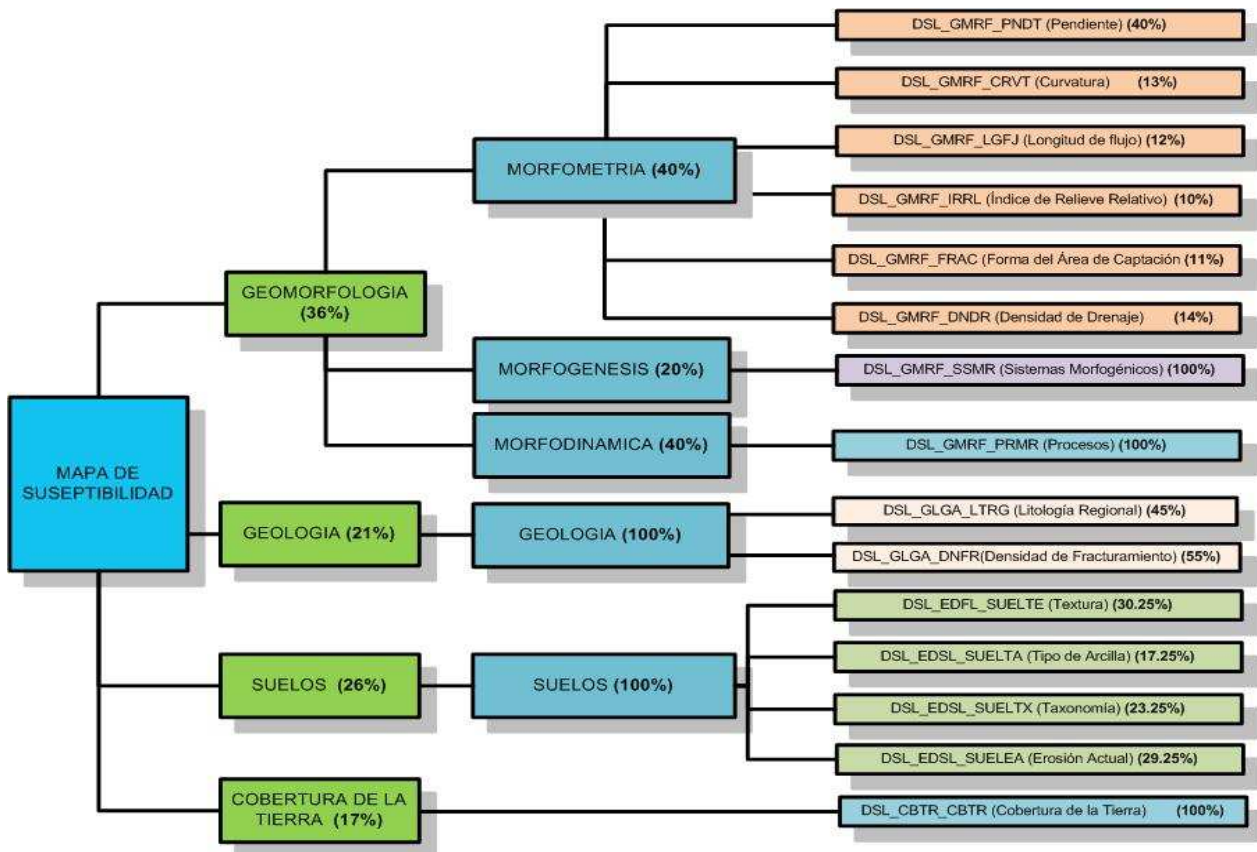 MAPA DE
SUSEPTIBILIDAD
GEOMORFOLOGIA
(36%)
MORFOMETRIA (40%)
DSL_GMRF_PNDT (Pendiente) (40%)
DSL_GMRF_CRVT (Curvatura) (13%)
DSL_GMRF_LGFJ (Longitud de flujo) (12%)
DSL_GMRF_IRRL (Índice de Relieve Relativo) (10%)
DSL_GMRF_FRAC (Forma del Área de Captación (11%)
DSL_GMRF_DNDR (Densidad de Drenaje) (14%)
MORFOGENESIS (20%)
DSL_GMRF_SSMR (Sistemas Morfogénicos) (100%)
MORFODINAMICA (40%)
DSL_GMRF_PRMR (Procesos) (100%)
GEOLOGIA (21%)
GEOLOGIA (100%)
DSL_GLGA_LTRG (Litología Regional) (45%)
DSL_GLGA_DNFR(Densidad de Fracturamiento) (55%)
SUELOS (26%)
SUELOS (100%)
DSL_EDFL_SUELTE (Textura) (30.25%)
DSL_EDSL_SUELTA (Tipo de Arcilla) (17.25%)
DSL_EDSL_SUELTX (Taxonomía) (23.25%)
DSL_EDSL_SUELEA (Erosión Actual) (29.25%)
COBERTURA DE LA
TIERRA (17%)
DSL_CBTR_CBTR (Cobertura de la Tierra) (100%)